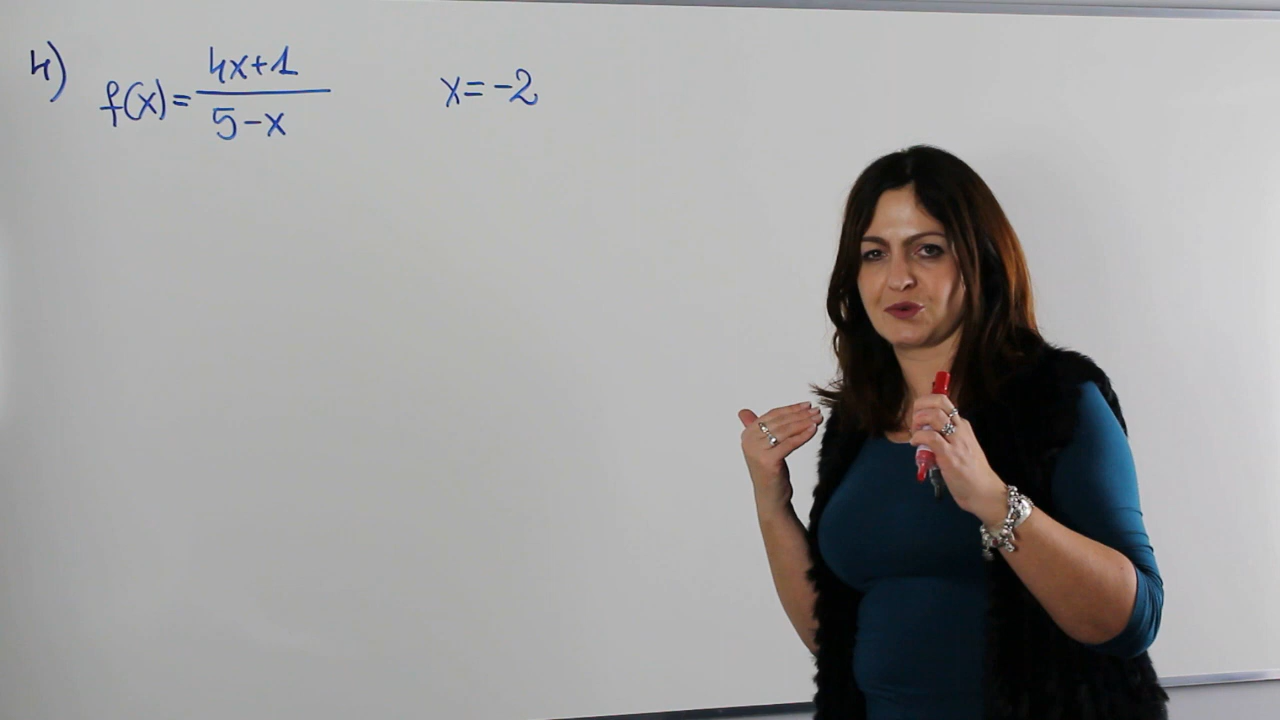 4) f(x)= 4x+1 / 5-x x=-2